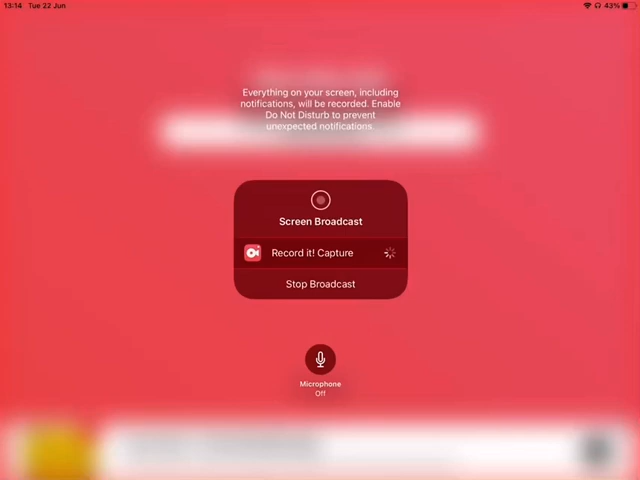 13:14 Tue 22 Jun 43%
Everything on your screen, including
notifications, will be recorded. Enable
Do Not Disturb to prevent
unexpected notifications.
Screen Broadcast
Record it! Capture
Stop Broadcast
Microphone
Off